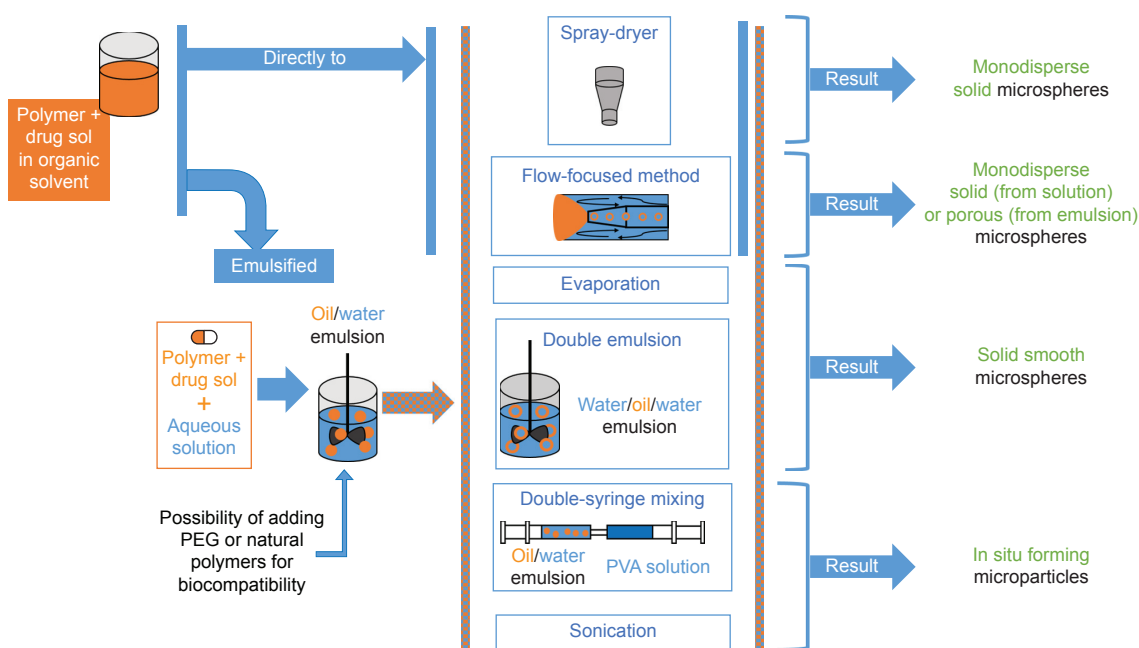 Polymer +
drug sol
in organic
solvent
Directly to
Emulsified
Polymer +
drug sol
+
Aqueous
solution
Oil/water
emulsion
Possibility of adding
PEG or natural
polymers for
biocompatibility
Spray-dryer
Flow-focused method
Evaporation
Double emulsion
Water/oil/water
emulsion
Double-syringe mixing
Oil/water
emulsion
PVA solution
Sonication
Result
Monodisperse
solid microspheres
Result
Monodisperse
solid (from solution)
or porous (from emulsion)
microspheres
Result
Solid smooth
microspheres
Result
In situ forming
microparticles